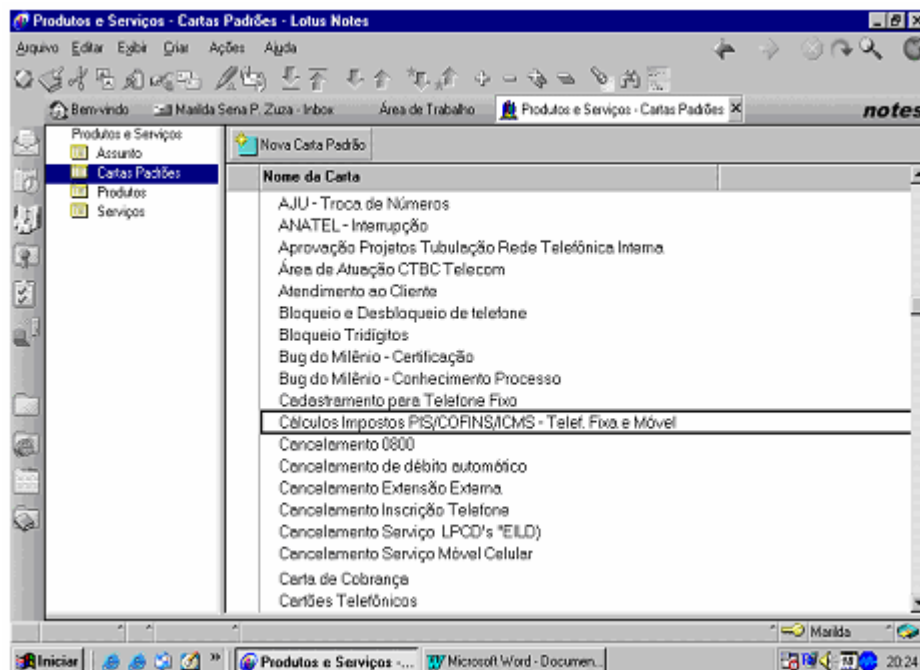 Produtos e Serviços - Cartas Padrões - Lotus Notes
Arquivo Editar Exibir Criar Ações Ajuda
Bem-vindo Marilda Sena P. Zuza - Inbox Área de Trabalho Produtos e Serviços - Cartas Padrões notes
Produtos e Serviços
Assunto
Cartas Padrões
Produtos
Serviços
Nova Carta Padrão
Nome da Carta
AJU - Troca de Números
ANATEL - Interrupção
Aprovação Projetos Tubulação Rede Telefônica Interna
Área de Atuação CTBC Telecom
Atendimento ao Cliente
Bloqueio e Desbloqueio de telefone
Bloqueio Tridígitos
Bug do Milênio - Certificação
Bug do Milênio - Conhecimento Processo
Cadastramento para Telefone Fixo
Cálculos Impostos PIS/COFINS/ICMS - Telef. Fixa e Móvel
Cancelamento 0800
Cancelamento de débito automático
Cancelamento Extensão Externa
Cancelamento Inscrição Telefone
Cancelamento Serviço LPCD's "EILD)
Cancelamento Serviço Móvel Celular
Carta de Cobrança
Cartões Telefônicos
Marilda
Iniciar » Produtos e Serviços -... Microsoft Word - Documen... 20:24